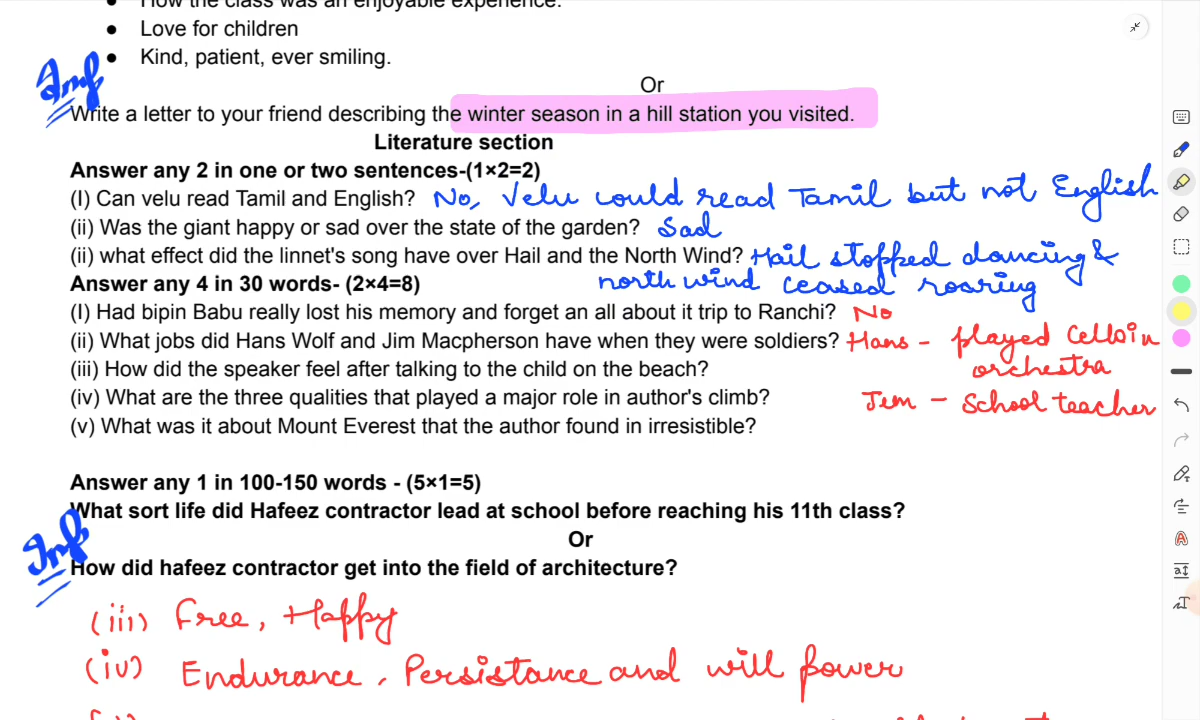 How the class was an enjoyable experience.
Love for children
Kind, patient, ever smiling.
Or
Imf
Write a letter to your friend describing the winter season in a hill station you visited.
Literature section
Answer any 2 in one or two sentences-(1×2=2)
(I) Can velu read Tamil and English? No, Velu could read Tamil but not English
(ii) Was the giant happy or sad over the state of the garden? Sad
(ii) what effect did the linnet's song have over Hail and the North Wind? Hail stopped dancing &
north wind ceased roaring
Answer any 4 in 30 words- (2×4=8)
(I) Had bipin Babu really lost his memory and forget an all about it trip to Ranchi? No
(ii) What jobs did Hans Wolf and Jim Macpherson have when they were soldiers? Hans - played Cello in
orchestra
(iii) How did the speaker feel after talking to the child on the beach?
(iv) What are the three qualities that played a major role in author's climb? Jem - School teacher
(v) What was it about Mount Everest that the author found in irresistible?
Answer any 1 in 100-150 words - (5×1=5)
What sort life did Hafeez contractor lead at school before reaching his 11th class?
Or
Imf
How did hafeez contractor get into the field of architecture?
(iii) Free, Happy
(iv) Endurance, Persistance and will power